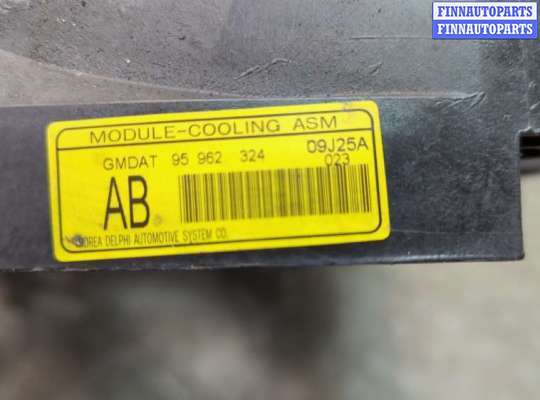 FINNAUTOPARTS
FINNAUTOPARTS
MODULE-COOLING ASM
GMDAT 95 962 324 09J25A
023
AB
KOREA DELPHI AUTOMOTIVE SYSTEM CO.